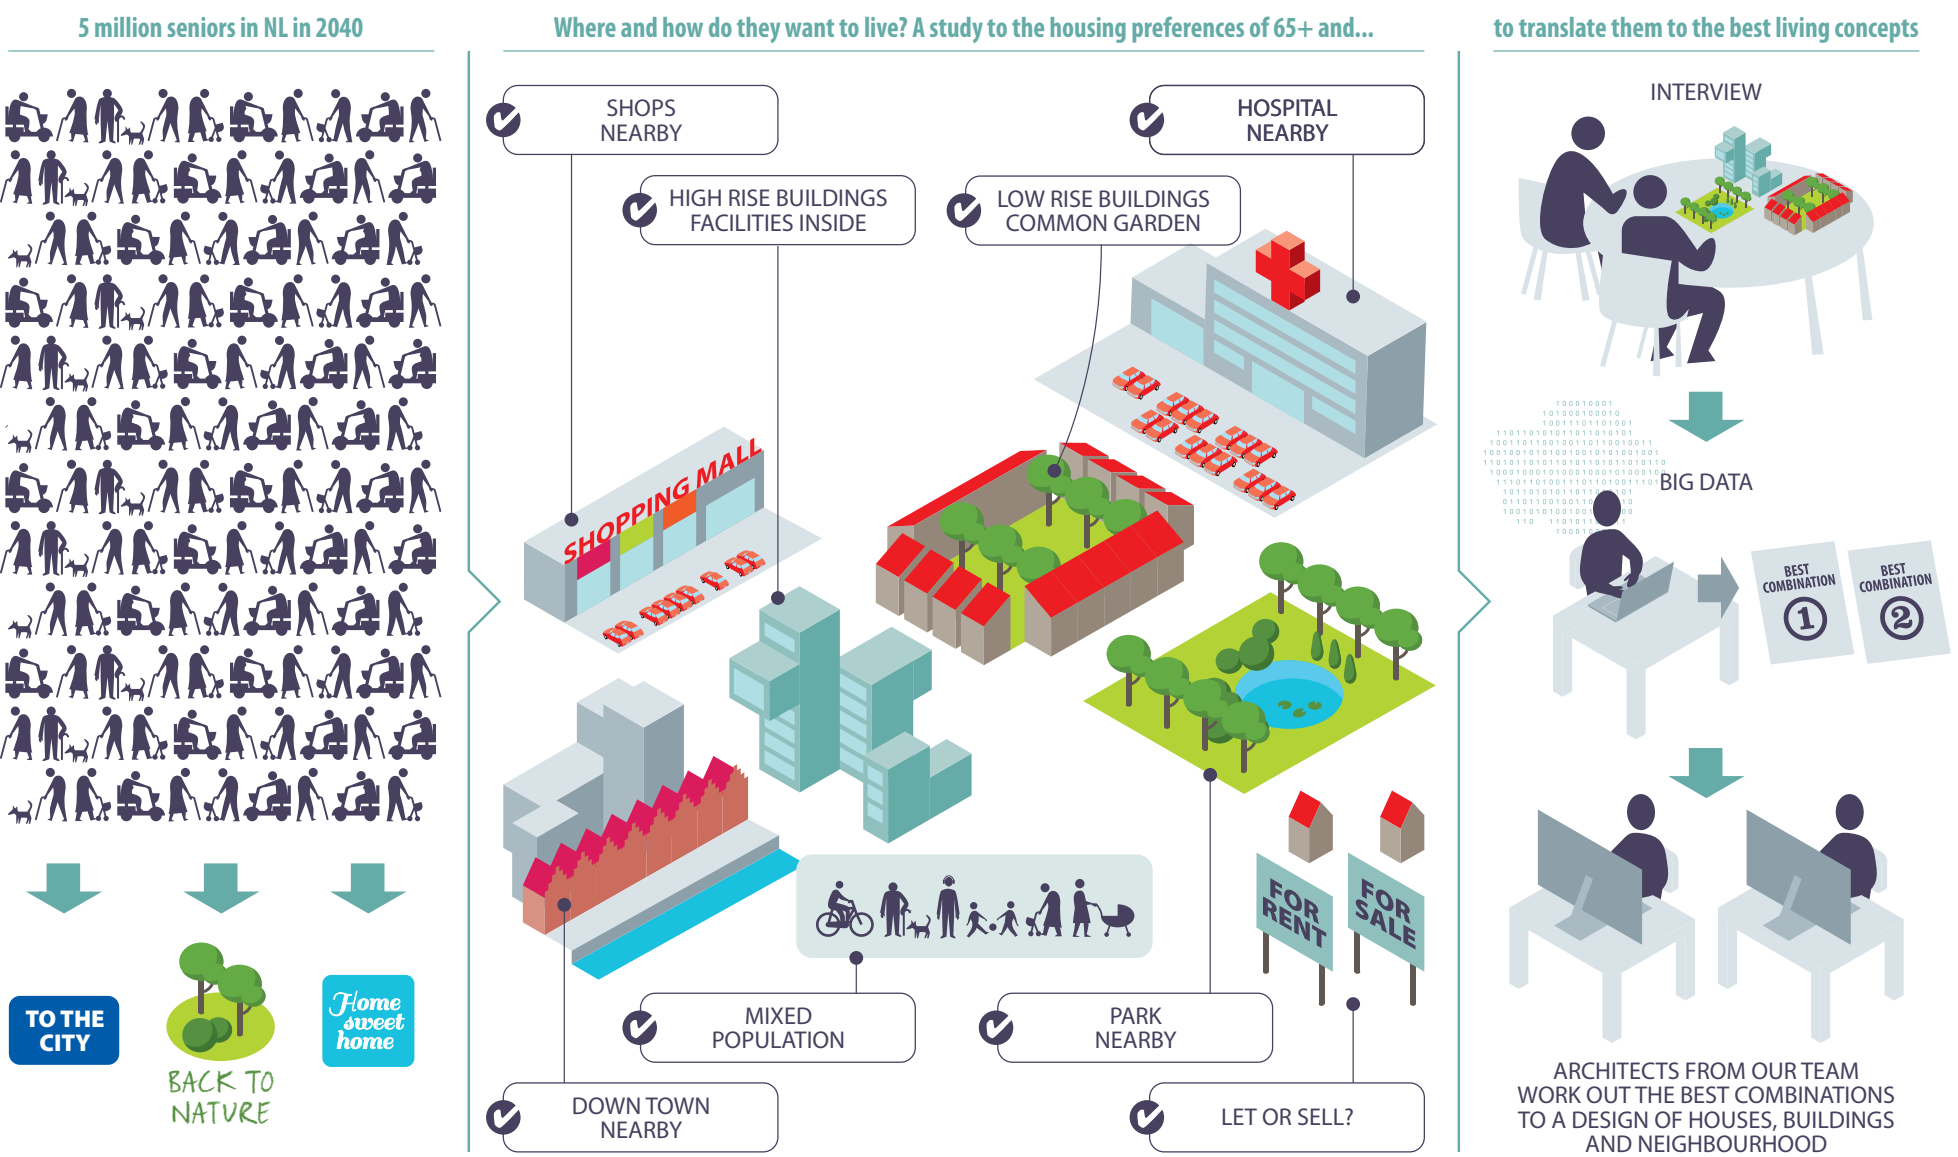 5 million seniors in NL in 2040
Where and how do they want to live? A study to the housing preferences of 65+ and...
to translate them to the best living concepts
TO THE
CITY
BACK TO
NATURE
Home
sweet
home
SHOPS
NEARBY
HOSPITAL
NEARBY
HIGH RISE BUILDINGS
FACILITIES INSIDE
LOW RISE BUILDINGS
COMMON GARDEN
SHOPPING MALL
FOR
RENT
FOR
SALE
MIXED
POPULATION
PARK
NEARBY
DOWN TOWN
NEARBY
LET OR SELL?
INTERVIEW
BIG DATA
BEST
COMBINATION
1
BEST
COMBINATION
2
ARCHITECTS FROM OUR TEAM
WORK OUT THE BEST COMBINATIONS
TO A DESIGN OF HOUSES, BUILDINGS
AND NEIGHBOURHOOD